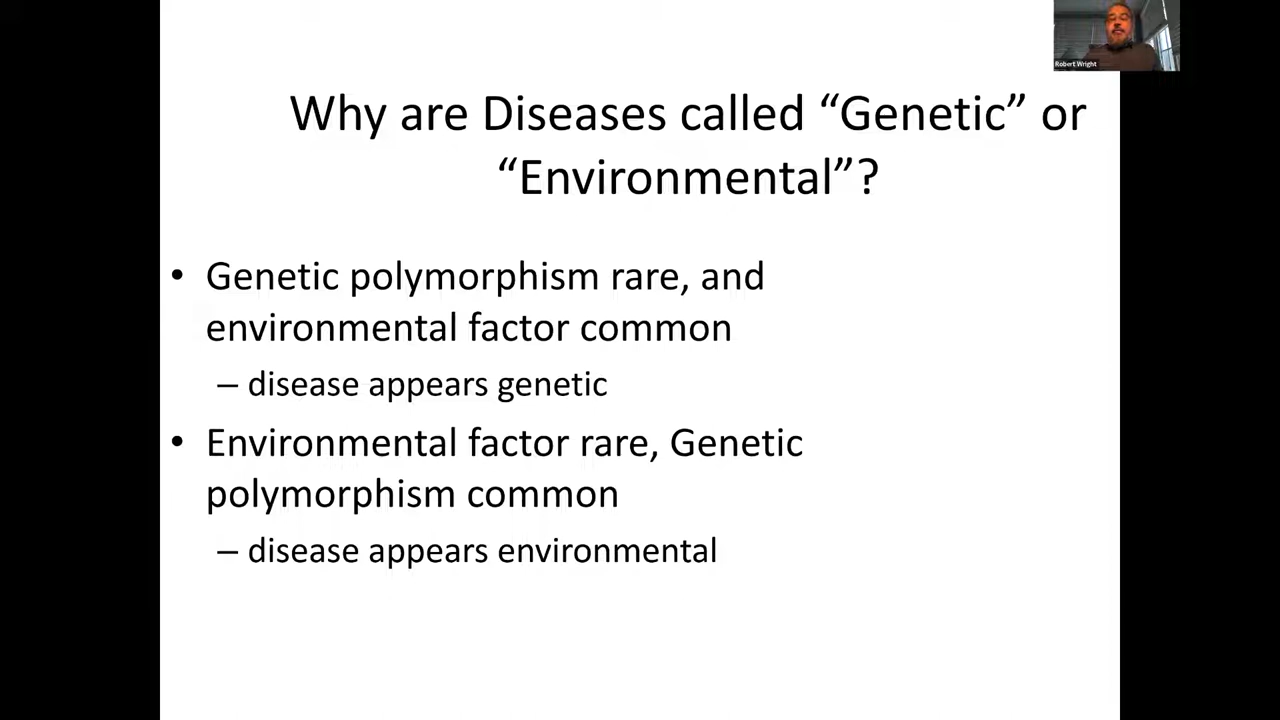 Robert Wright
Why are Diseases called “Genetic” or
“Environmental”?
• Genetic polymorphism rare, and
environmental factor common
– disease appears genetic
• Environmental factor rare, Genetic
polymorphism common
– disease appears environmental